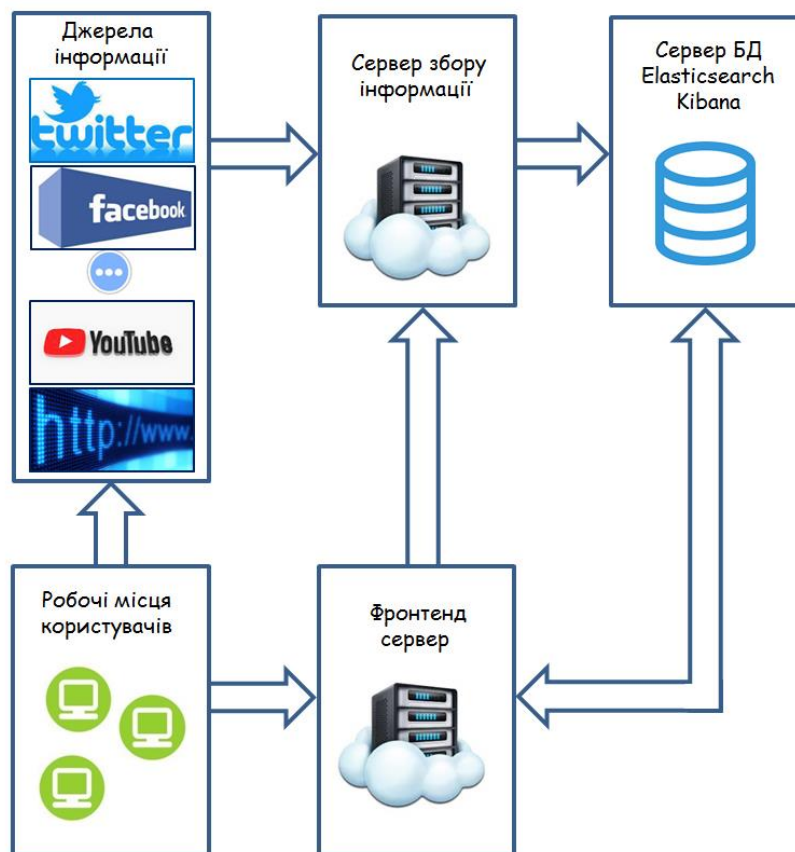 Джерела
інформації
twitter
facebook
YouTube
http://www.
Сервер збору
інформації
Сервер БД
Elasticsearch
Kibana
Робочі місця
користувачів
Фронтенд
сервер